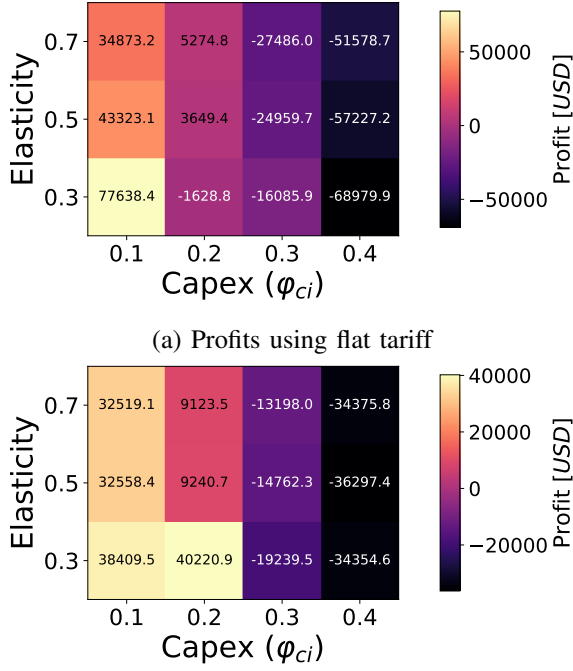 0.7 34873.2 5274.8 -27486.0 -51578.7
0.5 43323.1 3649.4 -24959.7 -57227.2
0.3 77638.4 -1628.8 -16085.9 -68979.9
0.1 0.2 0.3 0.4
Elasticity
Capex (φci)
50000
0
−50000
Profit [USD]
(a) Profits using flat tariff
0.7 32519.1 9123.5 -13198.0 -34375.8
0.5 32558.4 9240.7 -14762.3 -36297.4
0.3 38409.5 40220.9 -19239.5 -34354.6
0.1 0.2 0.3 0.4
Elasticity
Capex (φci)
40000
20000
0
−20000
Profit [USD]